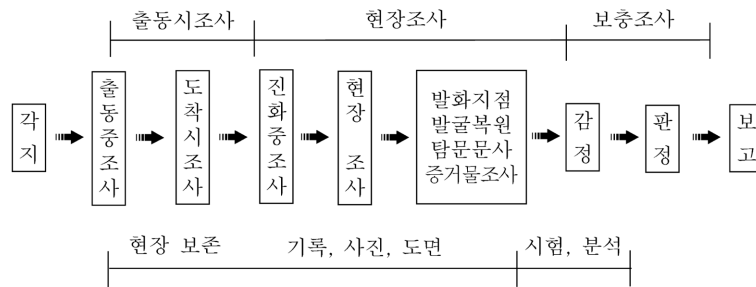 출동시조사 현장조사 보충조사
각지
출동중조사
도착시조사
진화중조사
현장 조사
발화지점
발굴복원
탐문문사
증거물조사
감정
판정
보고
현장 보존 기록, 사진, 도면 시험, 분석